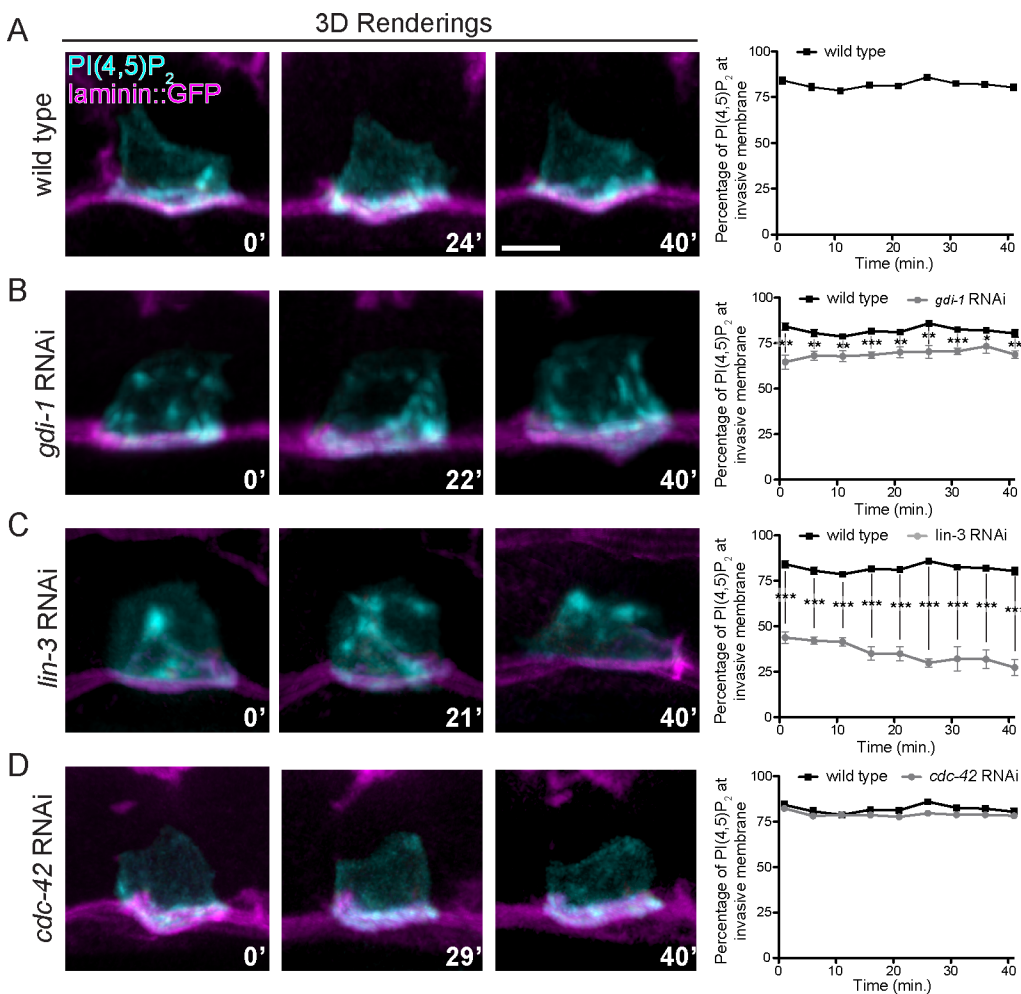 3D Renderings
A
wild type
PI(4,5)P2
laminin::GFP
0’
24’
40’
Percentage of PI(4,5)P2 at
invasive membrane
wild type
100
75
50
25
0
0 10 20 30 40
Time (min.)
B
gdi-1 RNAi
0’
22’
40’
Percentage of PI(4,5)P2 at
invasive membrane
wild type gdi-1 RNAi
100
75
50
25
0
** ** ** *** ** ** *** * **
0 10 20 30 40
Time (min.)
C
lin-3 RNAi
0’
21’
40’
Percentage of PI(4,5)P2 at
invasive membrane
wild type lin-3 RNAi
100
75
50
25
0
*** *** *** *** *** *** *** *** ***
0 10 20 30 40
Time (min.)
D
cdc-42 RNAi
0’
29’
40’
Percentage of PI(4,5)P2 at
invasive membrane
wild type cdc-42 RNAi
100
75
50
25
0
0 10 20 30 40
Time (min.)